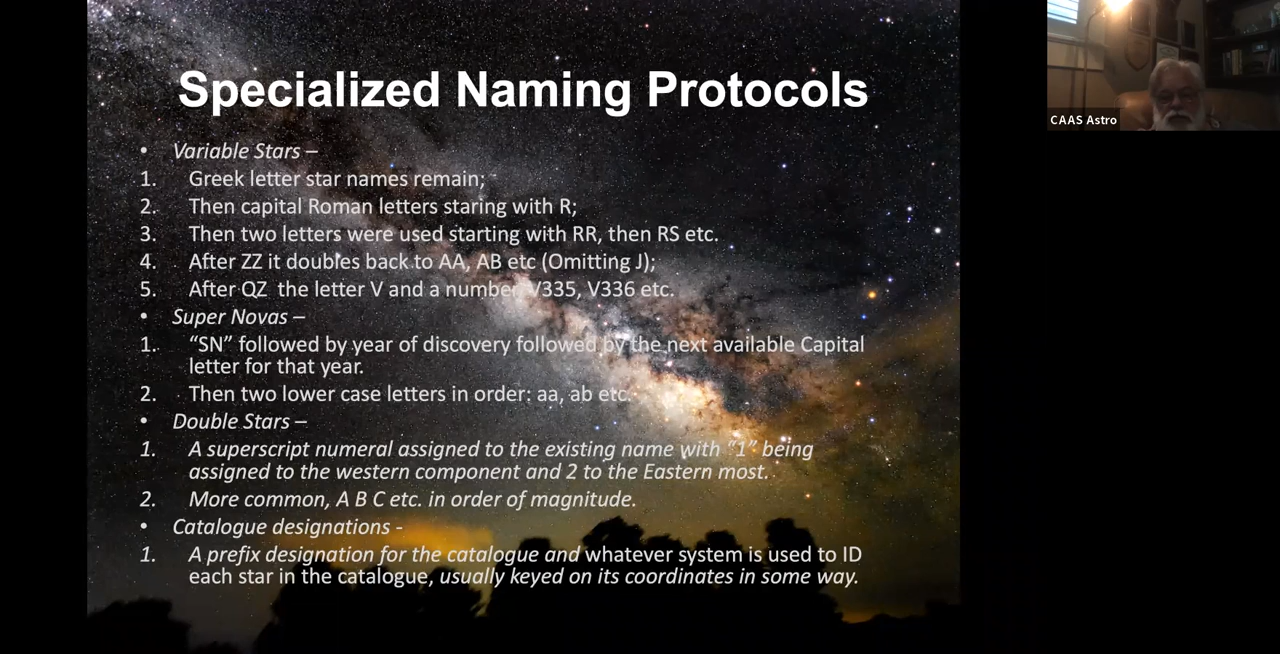 Specialized Naming Protocols
CAAS Astro
• Variable Stars –
1. Greek letter star names remain;
2. Then capital Roman letters staring with R;
3. Then two letters were used starting with RR, then RS etc.
4. After ZZ it doubles back to AA, AB etc (Omitting J);
5. After QZ the letter V and a number, V335, V336 etc.
• Super Novas –
1. “SN” followed by year of discovery followed by the next available Capital
letter for that year.
2. Then two lower case letters in order: aa, ab etc.
• Double Stars –
1. A superscript numeral assigned to the existing name with “1” being
assigned to the western component and 2 to the Eastern most.
2. More common, A B C etc. in order of magnitude.
• Catalogue designations -
1. A prefix designation for the catalogue and whatever system is used to ID
each star in the catalogue, usually keyed on its coordinates in some way.